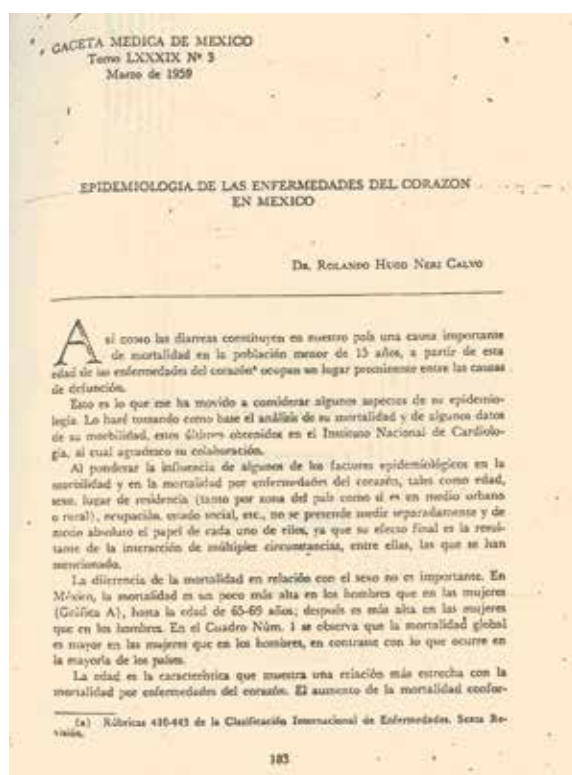 GACETA MEDICA DE MEXICO
Tomo LXXXIX Nº 3
Marzo de 1959
EPIDEMIOLOGIA DE LAS ENFERMEDADES DEL CORAZON
EN MEXICO
DR. ROLANDO HUGO NERI CALVO
Así como las diarreas constituyen en nuestro país una causa importante
de mortalidad en la población menor de 15 años, a partir de esta
edad de las enfermedades del corazón* ocupan un lugar prominente entre las causas
de defunción.
Esto es lo que me ha movido a considerar algunos aspectos de su epidemio-
logía. Lo haré tomando como base el análisis de su mortalidad y de algunos datos
de su morbilidad, estos últimos obtenidos en el Instituto Nacional de Cardiolo-
gía, al cual agradezco su colaboración.
Al ponderar la influencia de algunos de los factores epidemiológicos en la
morbilidad y en la mortalidad por enfermedades del corazón, tales como edad,
sexo, lugar de residencia (tanto por zona del país como si es en medio urbano
o rural), ocupación, estado social, etc., no se pretende medir separadamente y de
modo absoluto el papel de cada uno de ellos, ya que su efecto final es la resul-
tante de la interacción de múltiples circunstancias, entre ellas, las que se han
mencionado.
La diferencia de la mortalidad en relación con el sexo no es importante. En
México, la mortalidad es un poco más alta en los hombres que en las mujeres
(Gráfica A), hasta la edad de 65-69 años; después es más alta en las mujeres
que en los hombres. En el Cuadro Núm. 1 se observa que la mortalidad global
es mayor en las mujeres que en los hombres, en contraste con lo que ocurre en
la mayoría de los países.
La edad es la característica que muestra una relación más estrecha con la
mortalidad por enfermedades del corazón. El aumento de la mortalidad confor-
(a) Rúbricas 410-443 de la Clasificación Internacional de Enfermedades. Sexta Re-
visión.
183